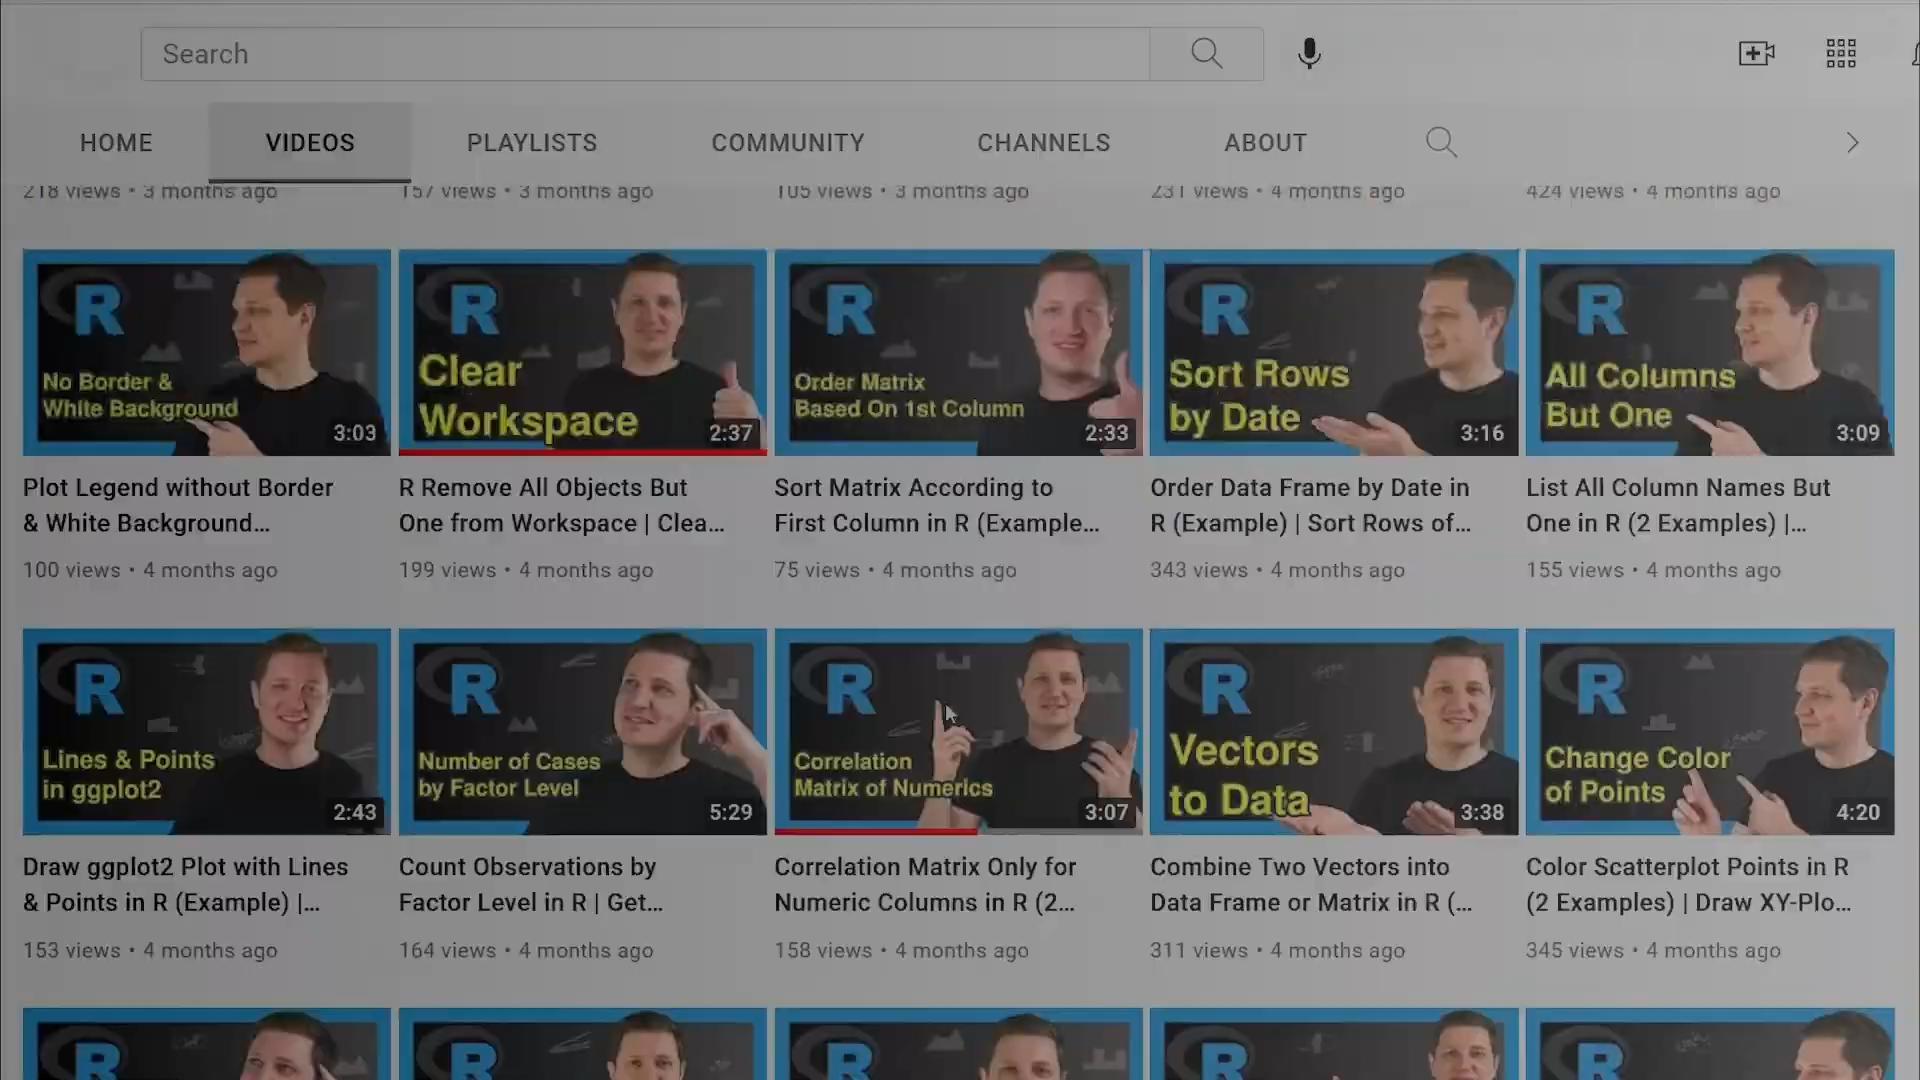 Search
HOME VIDEOS PLAYLISTS COMMUNITY CHANNELS ABOUT
218 views • 3 months ago 157 views • 3 months ago 105 views • 3 months ago 231 views • 4 months ago 424 views • 4 months ago
R
No Border &
White Background
3:03
R
Clear
Workspace
2:37
R
Order Matrix
Based On 1st Column
2:33
R
Sort Rows
by Date
3:16
R
All Columns
But One
3:09
Plot Legend without Border
& White Background...
100 views • 4 months ago
R Remove All Objects But
One from Workspace | Clea...
199 views • 4 months ago
Sort Matrix According to
First Column in R (Example...
75 views • 4 months ago
Order Data Frame by Date in
R (Example) | Sort Rows of...
343 views • 4 months ago
List All Column Names But
One in R (2 Examples) |...
155 views • 4 months ago
R
Lines & Points
in ggplot2
2:43
R
Number of Cases
by Factor Level
5:29
R
Correlation
Matrix of Numerics
3:07
R
Vectors
to Data
3:38
R
Change Color
of Points
4:20
Draw ggplot2 Plot with Lines
& Points in R (Example) |...
153 views • 4 months ago
Count Observations by
Factor Level in R | Get...
164 views • 4 months ago
Correlation Matrix Only for
Numeric Columns in R (2...
158 views • 4 months ago
Combine Two Vectors into
Data Frame or Matrix in R (...
311 views • 4 months ago
Color Scatterplot Points in R
(2 Examples) | Draw XY-Plo...
345 views • 4 months ago
R
R
R
R
R